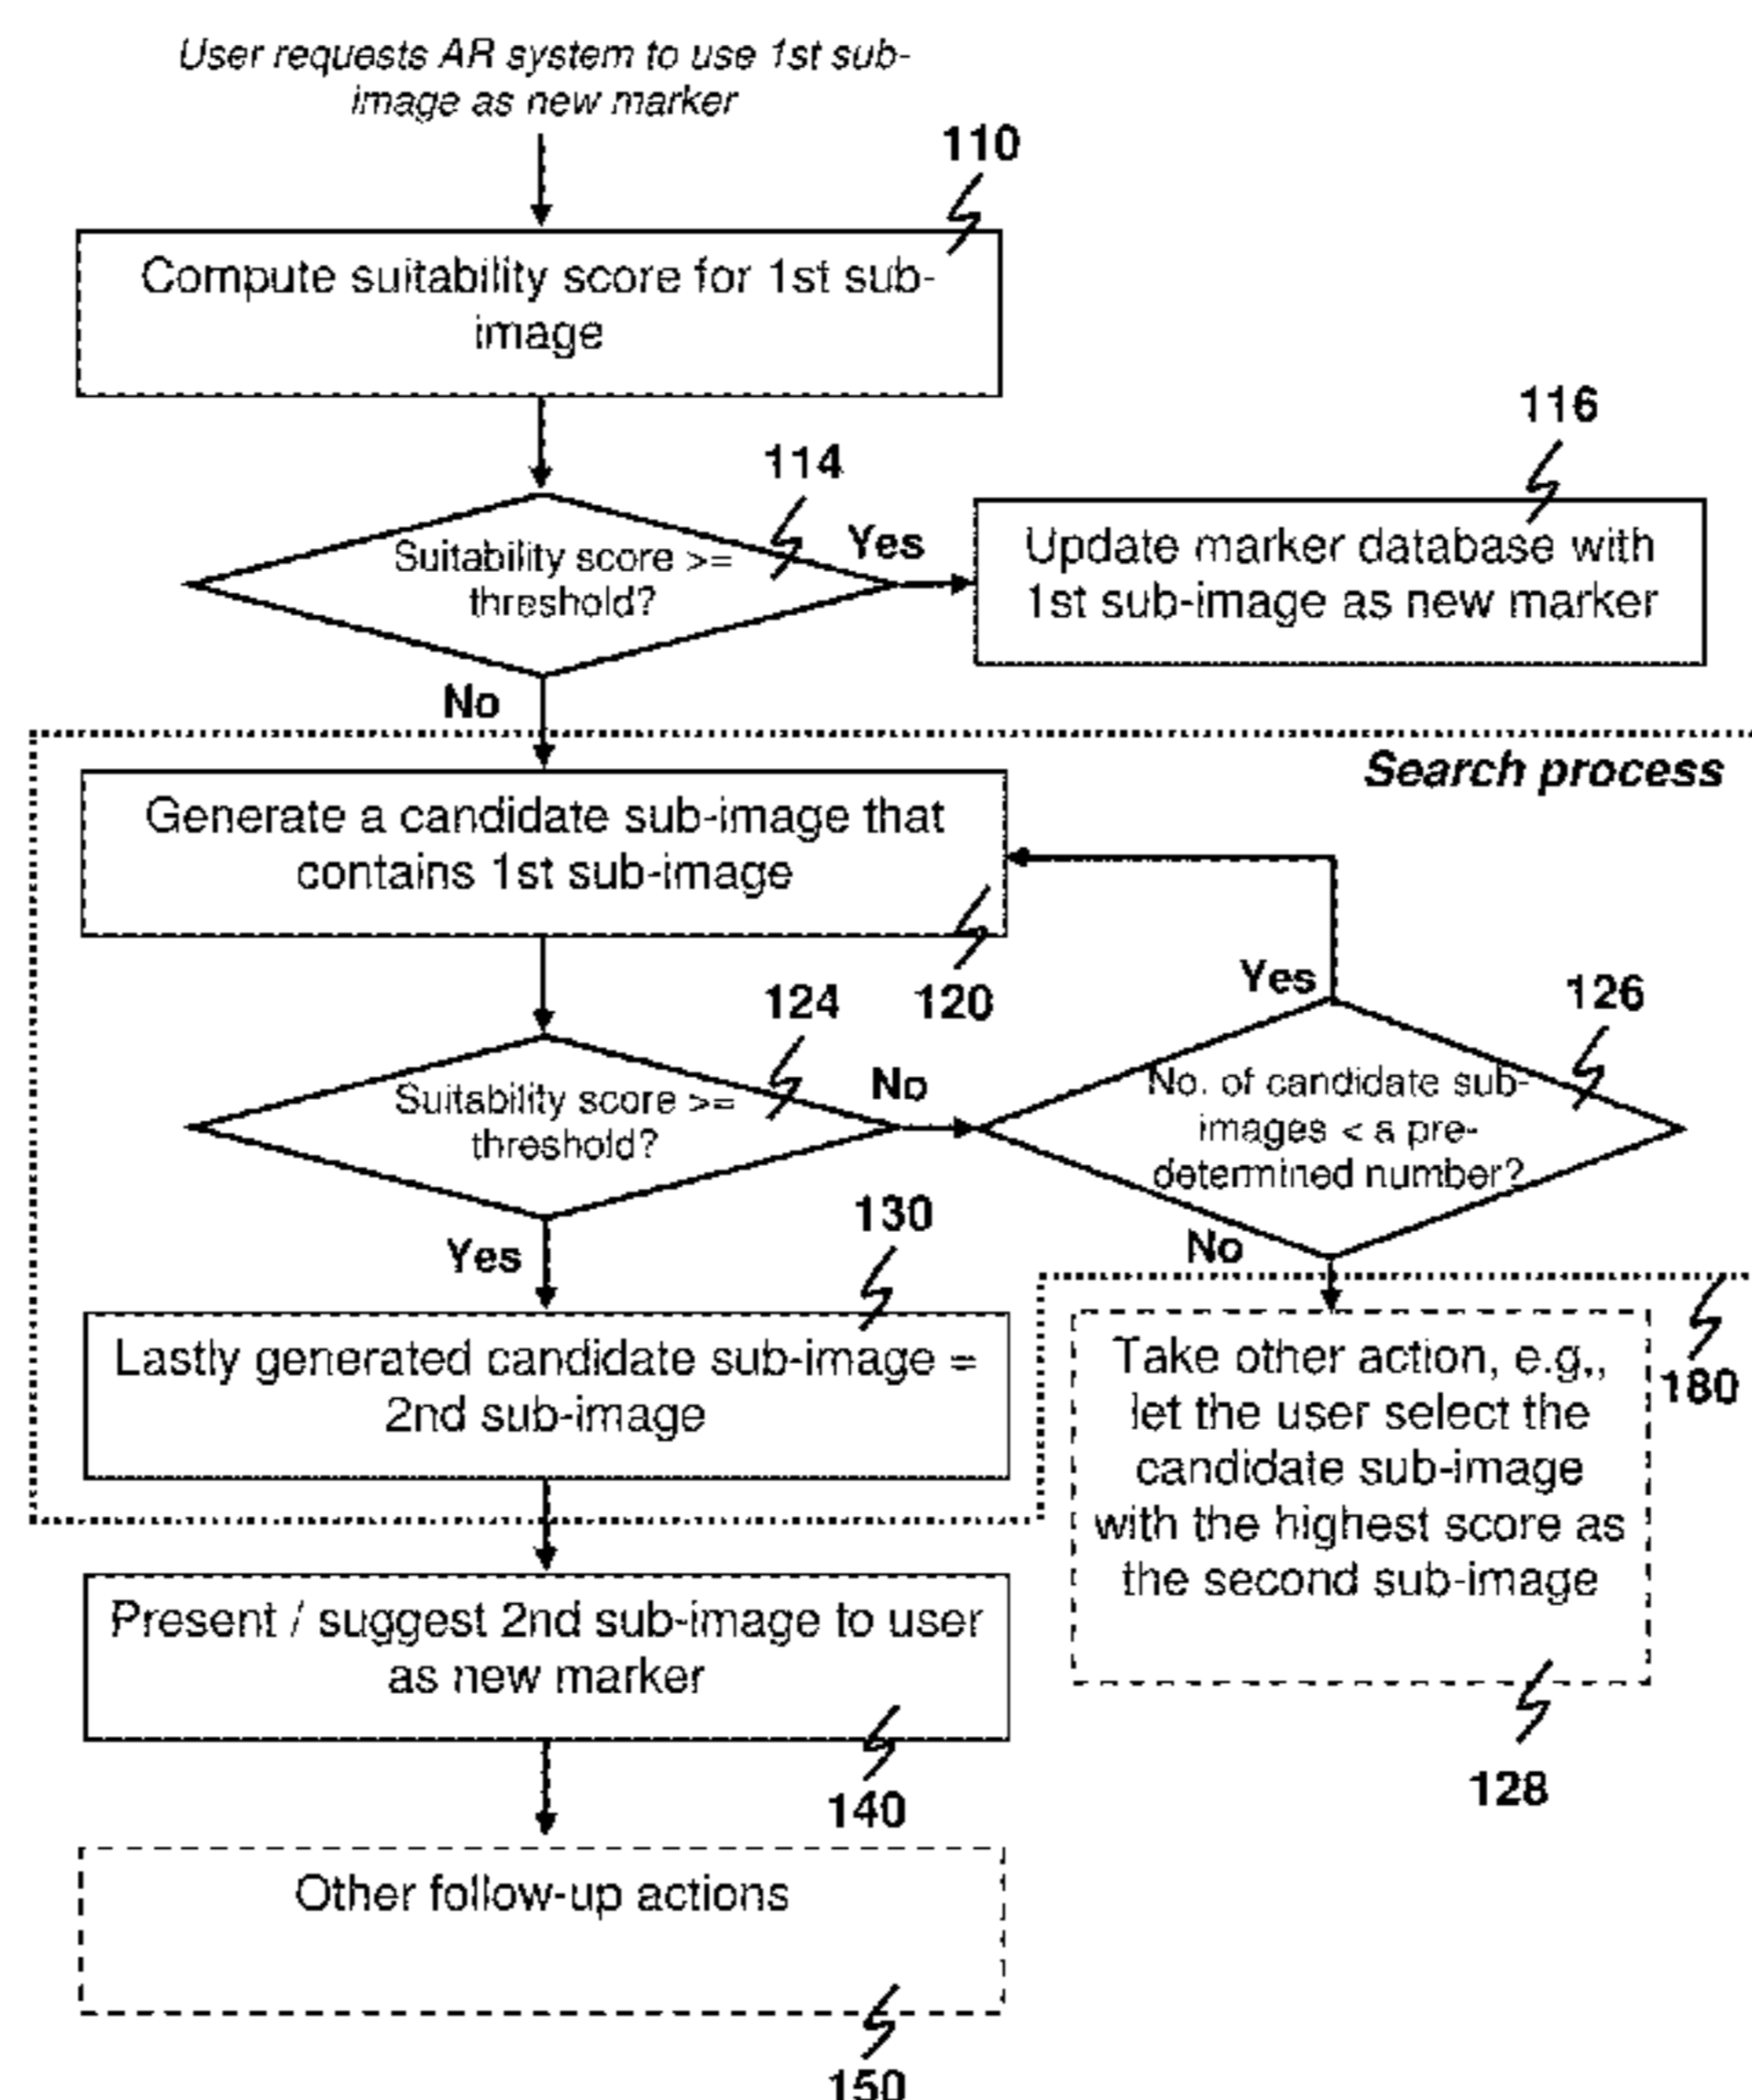 User requests AR system to use 1st sub-
image as new marker
110
Compute suitability score for 1st sub-
image
116
114
Suitability score >=
threshold?
Yes
Update marker database with
1st sub-image as new marker
No
Search process
Generate a candidate sub-image that
contains 1st sub-image
120
124
Suitability score >=
threshold?
No
Yes
126
No. of candidate sub-
images < a pre-
determined number?
130
Yes
No
Lastly generated candidate sub-image =
2nd sub-image
180
Take other action, e.g.,
let the user select the
candidate sub-image
with the highest score as
the second sub-image
128
Present / suggest 2nd sub-image to user
as new marker
140
Other follow-up actions
150